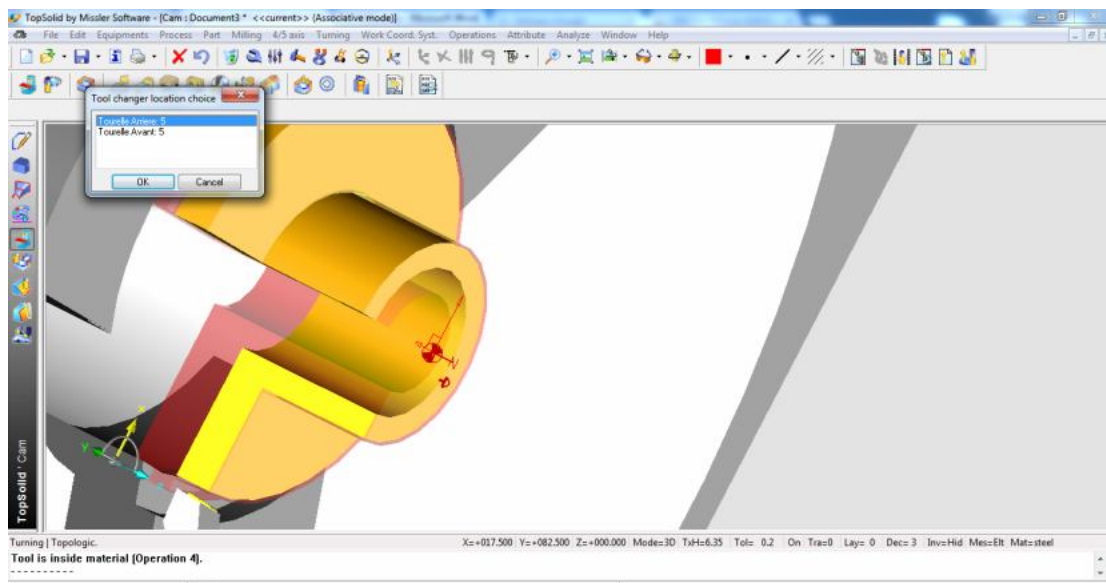 TopSolid by Missler Software - [Cam : Document3 * <<current>> (Associative mode)]
File Edit Equipments Process Part Milling 4/5 axis Turning Work Coord. Syst. Operations Attribute Analyze Window Help
Tool changer location choice
Tourelle Arriere: 5
Tourelle Avant: 5
OK Cancel
TopSolid'Cam
Turning | Topologic. X=+017.500 Y=+082.500 Z=+000.000 Mode=3D TxH=6.35 Tol= 0.2 On Tra=0 Lay= 0 Dec= 3 Inv=Hid Mes=Elt Mat=steel
Tool is inside material (Operation 4).
----------